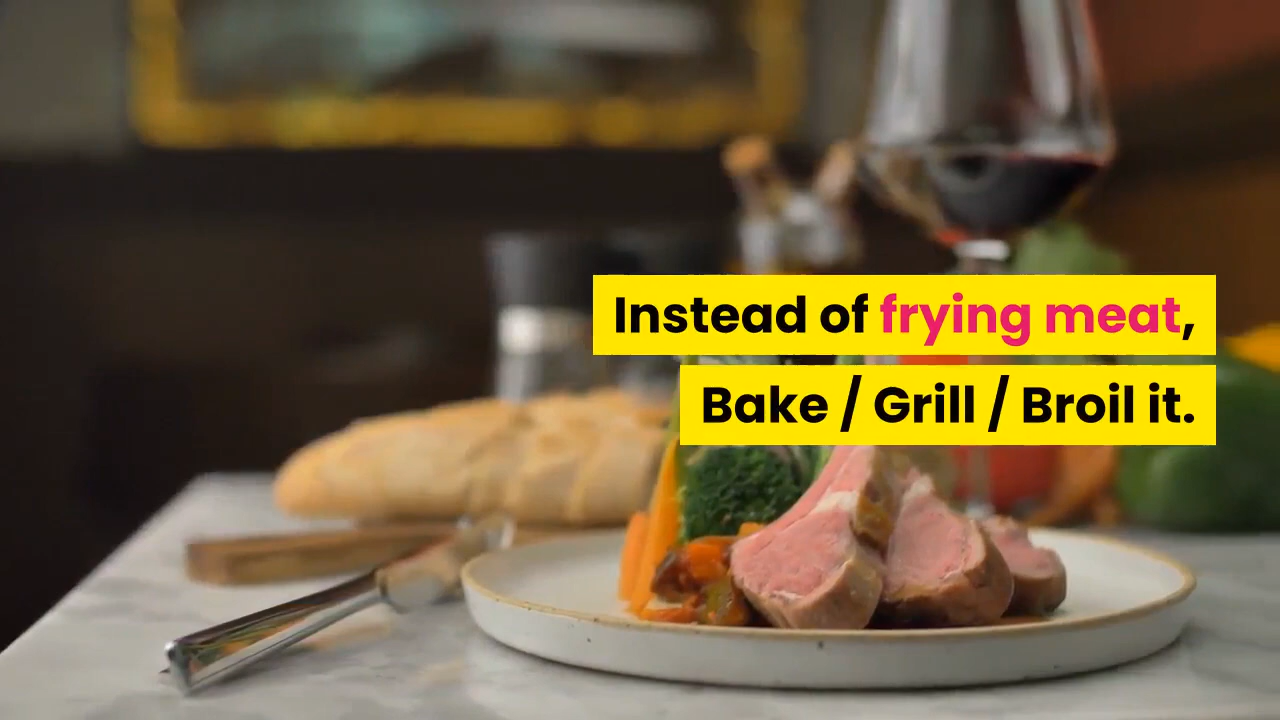 Instead of frying meat,
Bake / Grill / Broil it.